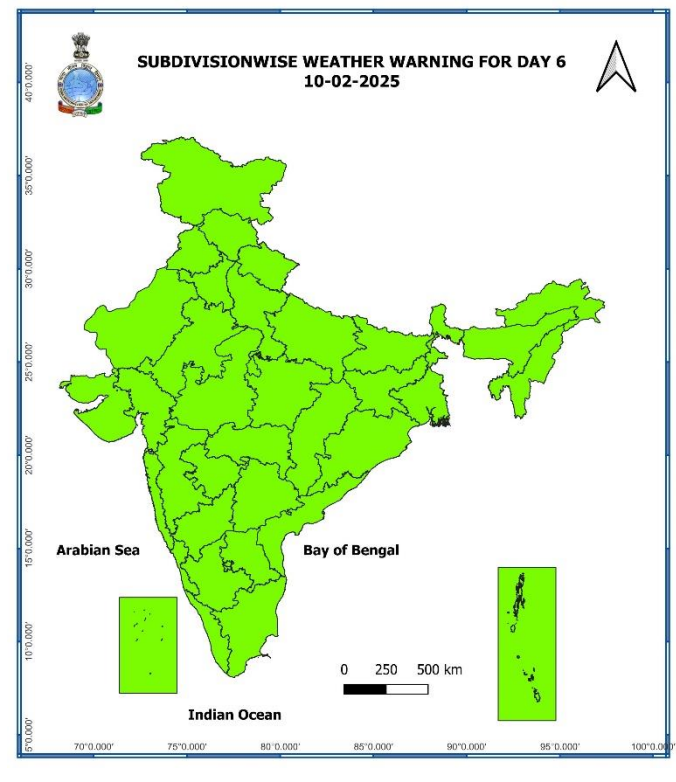 SUBDIVISIONWISE WEATHER WARNING FOR DAY 6
10-02-2025
40°0.000'
35°0.000'
30°0.000'
25°0.000'
20°0.000'
15°0.000'
10°0.000'
5°0.000'
Arabian Sea
Bay of Bengal
0 250 500 km
Indian Ocean
70°0.000' 75°0.000' 80°0.000' 85°0.000' 90°0.000' 95°0.000' 100°0.000'